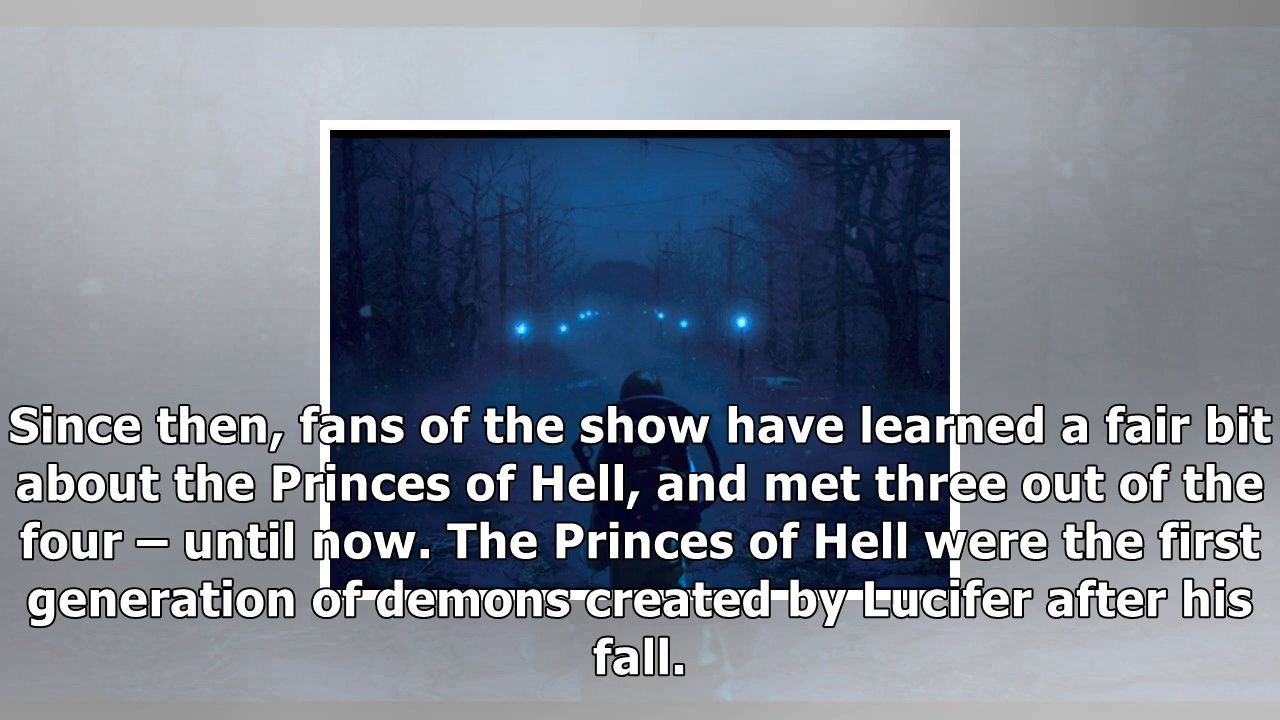 Since then, fans of the show have learned a fair bit
about the Princes of Hell, and met three out of the
four – until now. The Princes of Hell were the first
generation of demons created by Lucifer after his
fall.